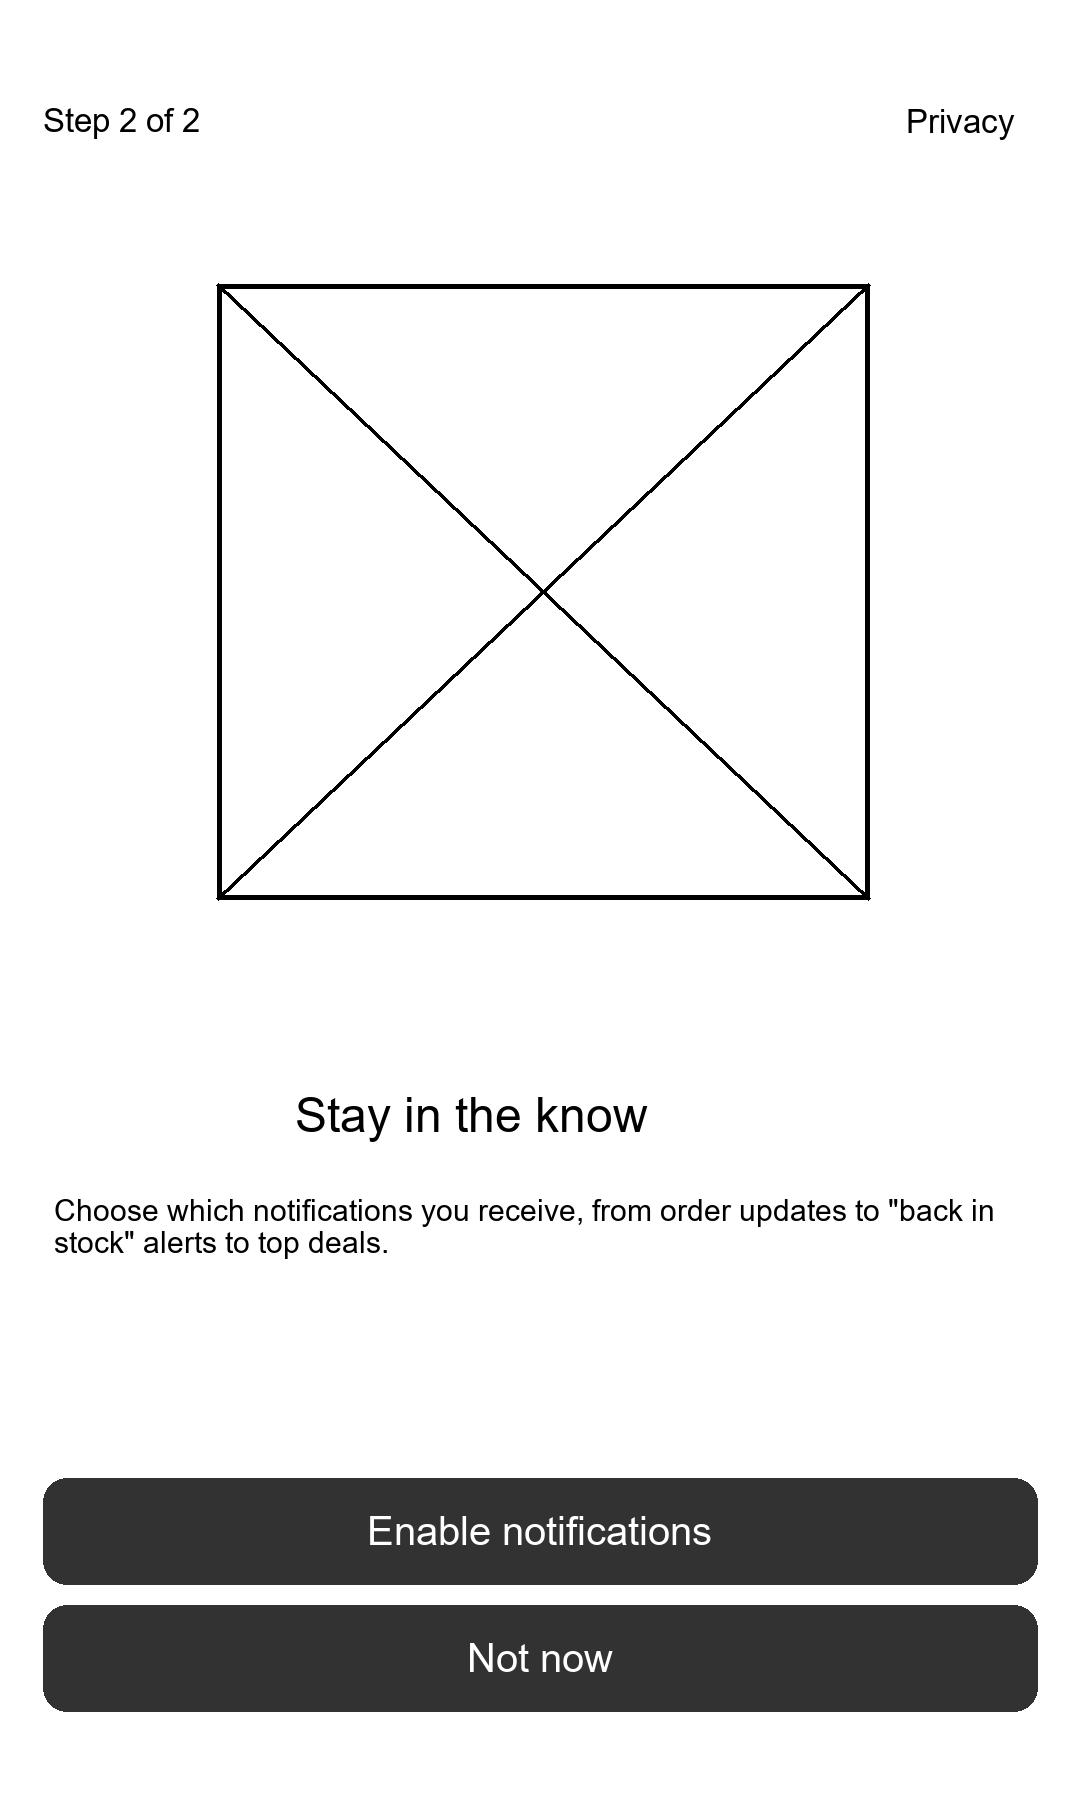 Step 2 of 2
Privacy
Stay in the know
Choose which notifications you receive, from order updates to "back in
stock" alerts to top deals.
Enable notifications
Not now